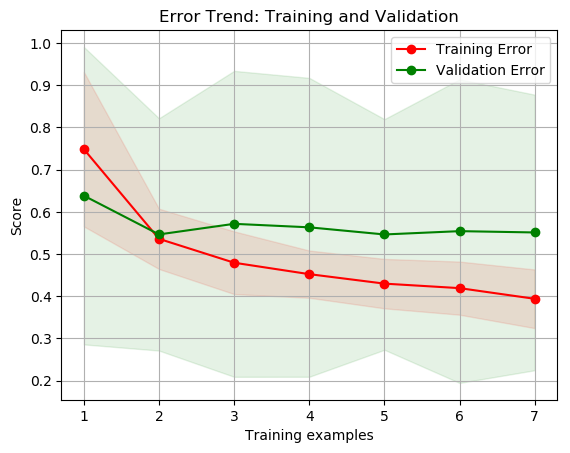 Error Trend: Training and Validation
Training Error
Validation Error
Score
1.0
0.9
0.8
0.7
0.6
0.5
0.4
0.3
0.2
1 2 3 4 5 6 7
Training examples